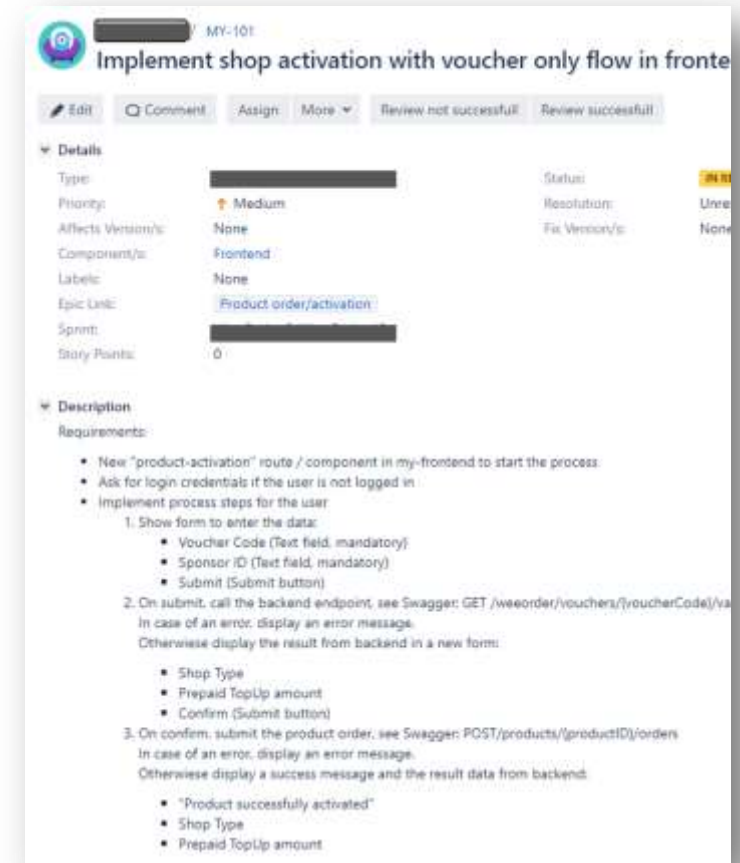 / MY-101
Implement shop activation with voucher only flow in fronte
Edit Comment Assign More Review not successfull Review successfull
Details
Type: Status: IN RE
Priority: Medium Resolution: Unre
Affects Version/s: None Fix Version/s: None
Component/s: Frontend
Labels: None
Epic Link: Product order/activation
Sprint:
Story Points: 0
Description
Requirements:
New "product-activation" route / component in my-frontend to start the process
Ask for login credentials if the user is not logged in
Implement process steps for the user
1. Show form to enter the data:
Voucher Code (Text field, mandatory)
Sponsor ID (Text field, mandatory)
Submit (Submit button)
2. On submit, call the backend endpoint, see Swagger: GET /weeorder/vouchers/{voucherCode}/va
In case of an error, display an error message.
Otherwiese display the result from backend in a new form:
Shop Type
Prepaid TopUp amount
Confirm (Submit button)
3. On confirm, submit the product order, see Swagger: POST/products/{productID}/orders
In case of an error, display an error message.
Otherwiese display a success message and the result data from backend:
"Product successfully activated"
Shop Type
Prepaid TopUp amount